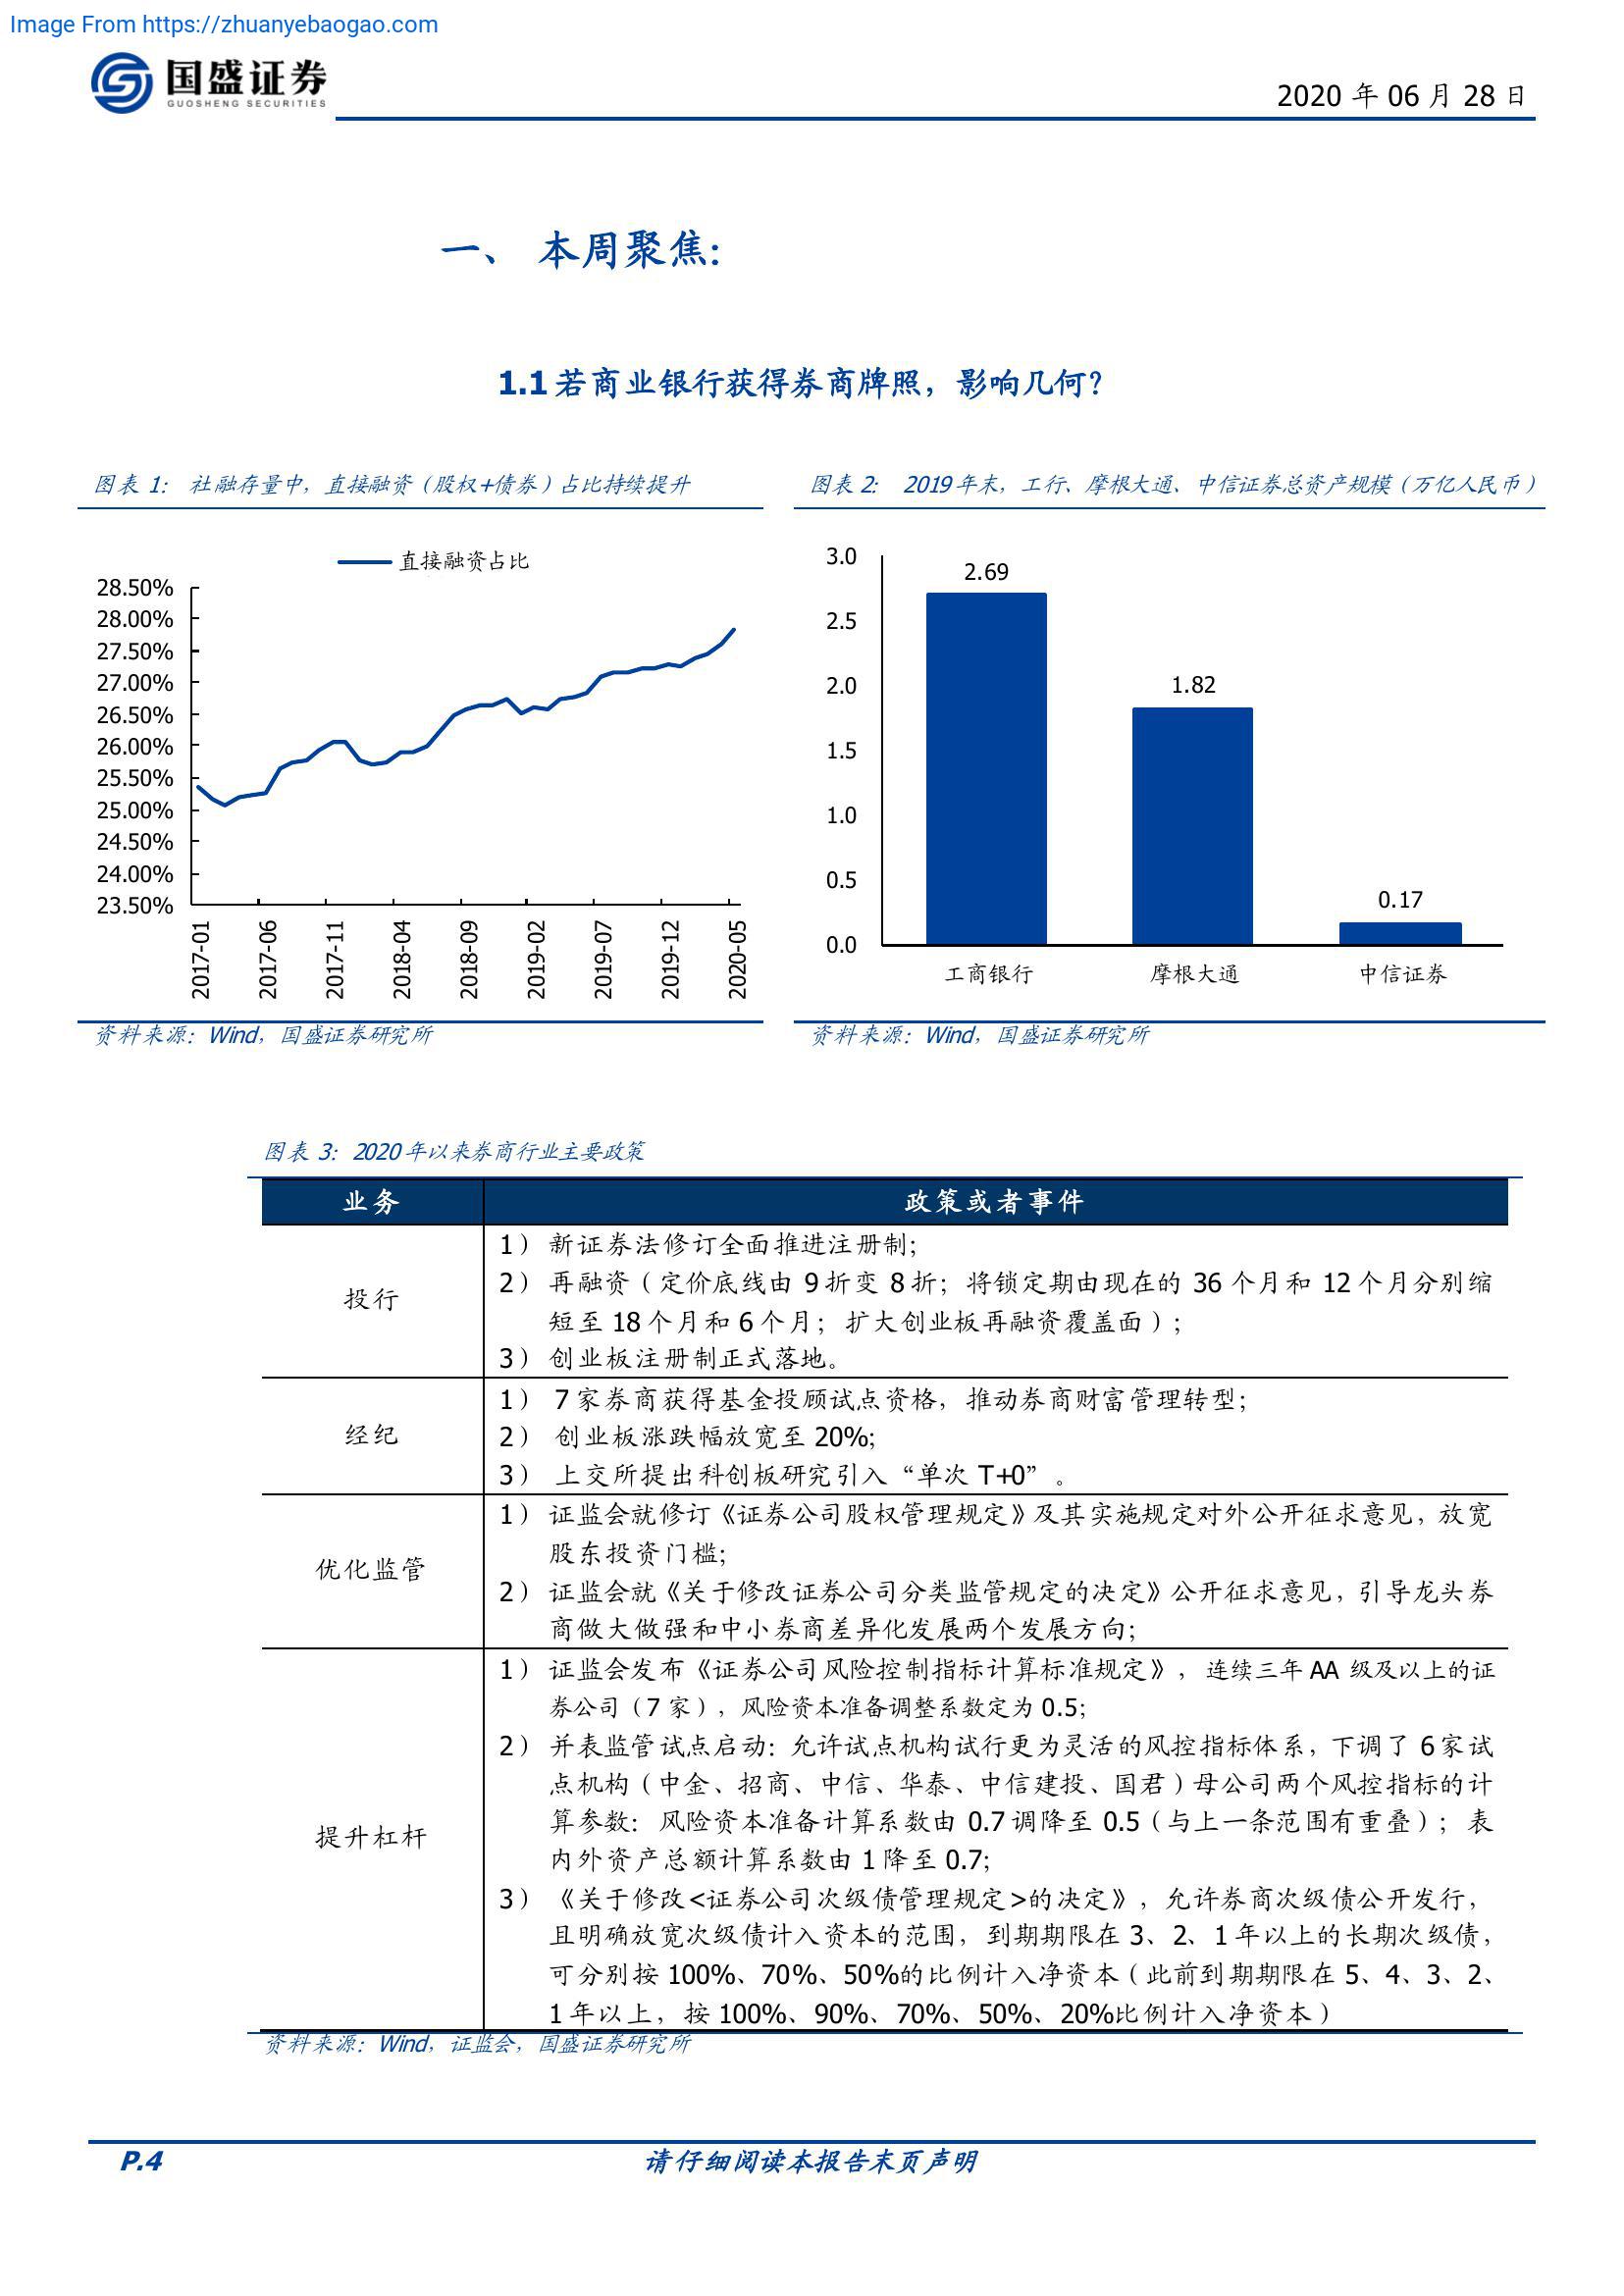 Image From https://zhuanyebaogao.com
国盛证券
GUOSHENG SECURITIES
2020 年 06 月 28 日
一、 本周聚焦：
1.1 若商业银行获得券商牌照，影响几何？
图表 1： 社融存量中，直接融资（股权+债券）占比持续提升
直接融资占比
28.50%
28.00%
27.50%
27.00%
26.50%
26.00%
25.50%
25.00%
24.50%
24.00%
23.50%
2017-01
2017-06
2017-11
2018-04
2018-09
2019-02
2019-07
2019-12
2020-05
资料来源：Wind，国盛证券研究所
图表 2： 2019 年末，工行、摩根大通、中信证券总资产规模（万亿人民币）
3.0
2.5
2.0
1.5
1.0
0.5
0.0
2.69
1.82
0.17
工商银行
摩根大通
中信证券
资料来源：Wind，国盛证券研究所
图表 3：2020 年以来券商行业主要政策
业务 政策或者事件
投行
1） 新证券法修订全面推进注册制；
2） 再融资（定价底线由 9 折变 8 折；将锁定期由现在的 36 个月和 12 个月分别缩
短至 18 个月和 6 个月；扩大创业板再融资覆盖面）；
3） 创业板注册制正式落地。
经纪
1） 7 家券商获得基金投顾试点资格，推动券商财富管理转型；
2） 创业板涨跌幅放宽至 20%;
3） 上交所提出科创板研究引入“单次 T+0”。
优化监管
1） 证监会就修订《证券公司股权管理规定》及其实施规定对外公开征求意见，放宽
股东投资门槛；
2） 证监会就《关于修改证券公司分类监管规定的决定》公开征求意见，引导龙头券
商做大做强和中小券商差异化发展两个发展方向；
提升杠杆
1） 证监会发布《证券公司风险控制指标计算标准规定》，连续三年 AA 级及以上的证
券公司（7 家），风险资本准备调整系数定为 0.5；
2） 并表监管试点启动：允许试点机构试行更为灵活的风控指标体系，下调了 6 家试
点机构（中金、招商、中信、华泰、中信建投、国君）母公司两个风控指标的计
算参数：风险资本准备计算系数由 0.7 调降至 0.5（与上一条范围有重叠）；表
内外资产总额计算系数由 1 降至 0.7；
3） 《关于修改<证券公司次级债管理规定>的决定》，允许券商次级债公开发行，
且明确放宽次级债计入资本的范围，到期期限在 3、2、1 年以上的长期次级债，
可分别按 100%、70%、50%的比例计入净资本（此前到期期限在 5、4、3、2、
1 年以上，按 100%、90%、70%、50%、20%比例计入净资本）
资料来源：Wind，证监会，国盛证券研究所
P.4
请仔细阅读本报告末页声明